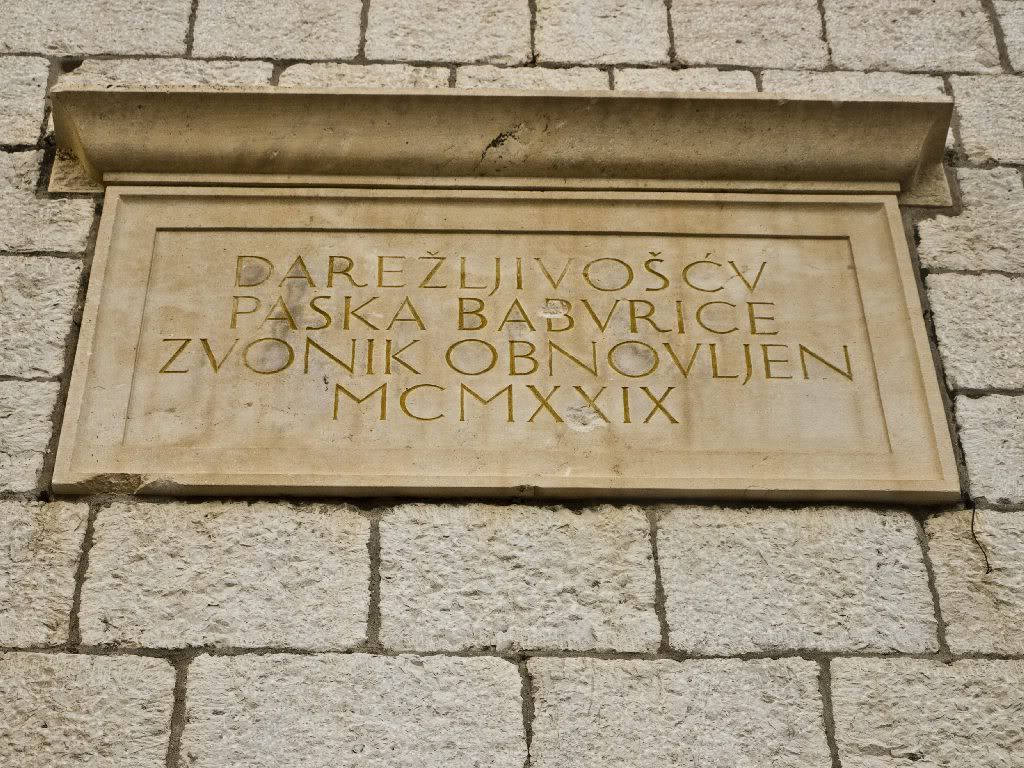 DAREŽLJIVOŠĆV
PASKA BABVRICE
ZVONIK OBNOVLJEN
MCMXXIX